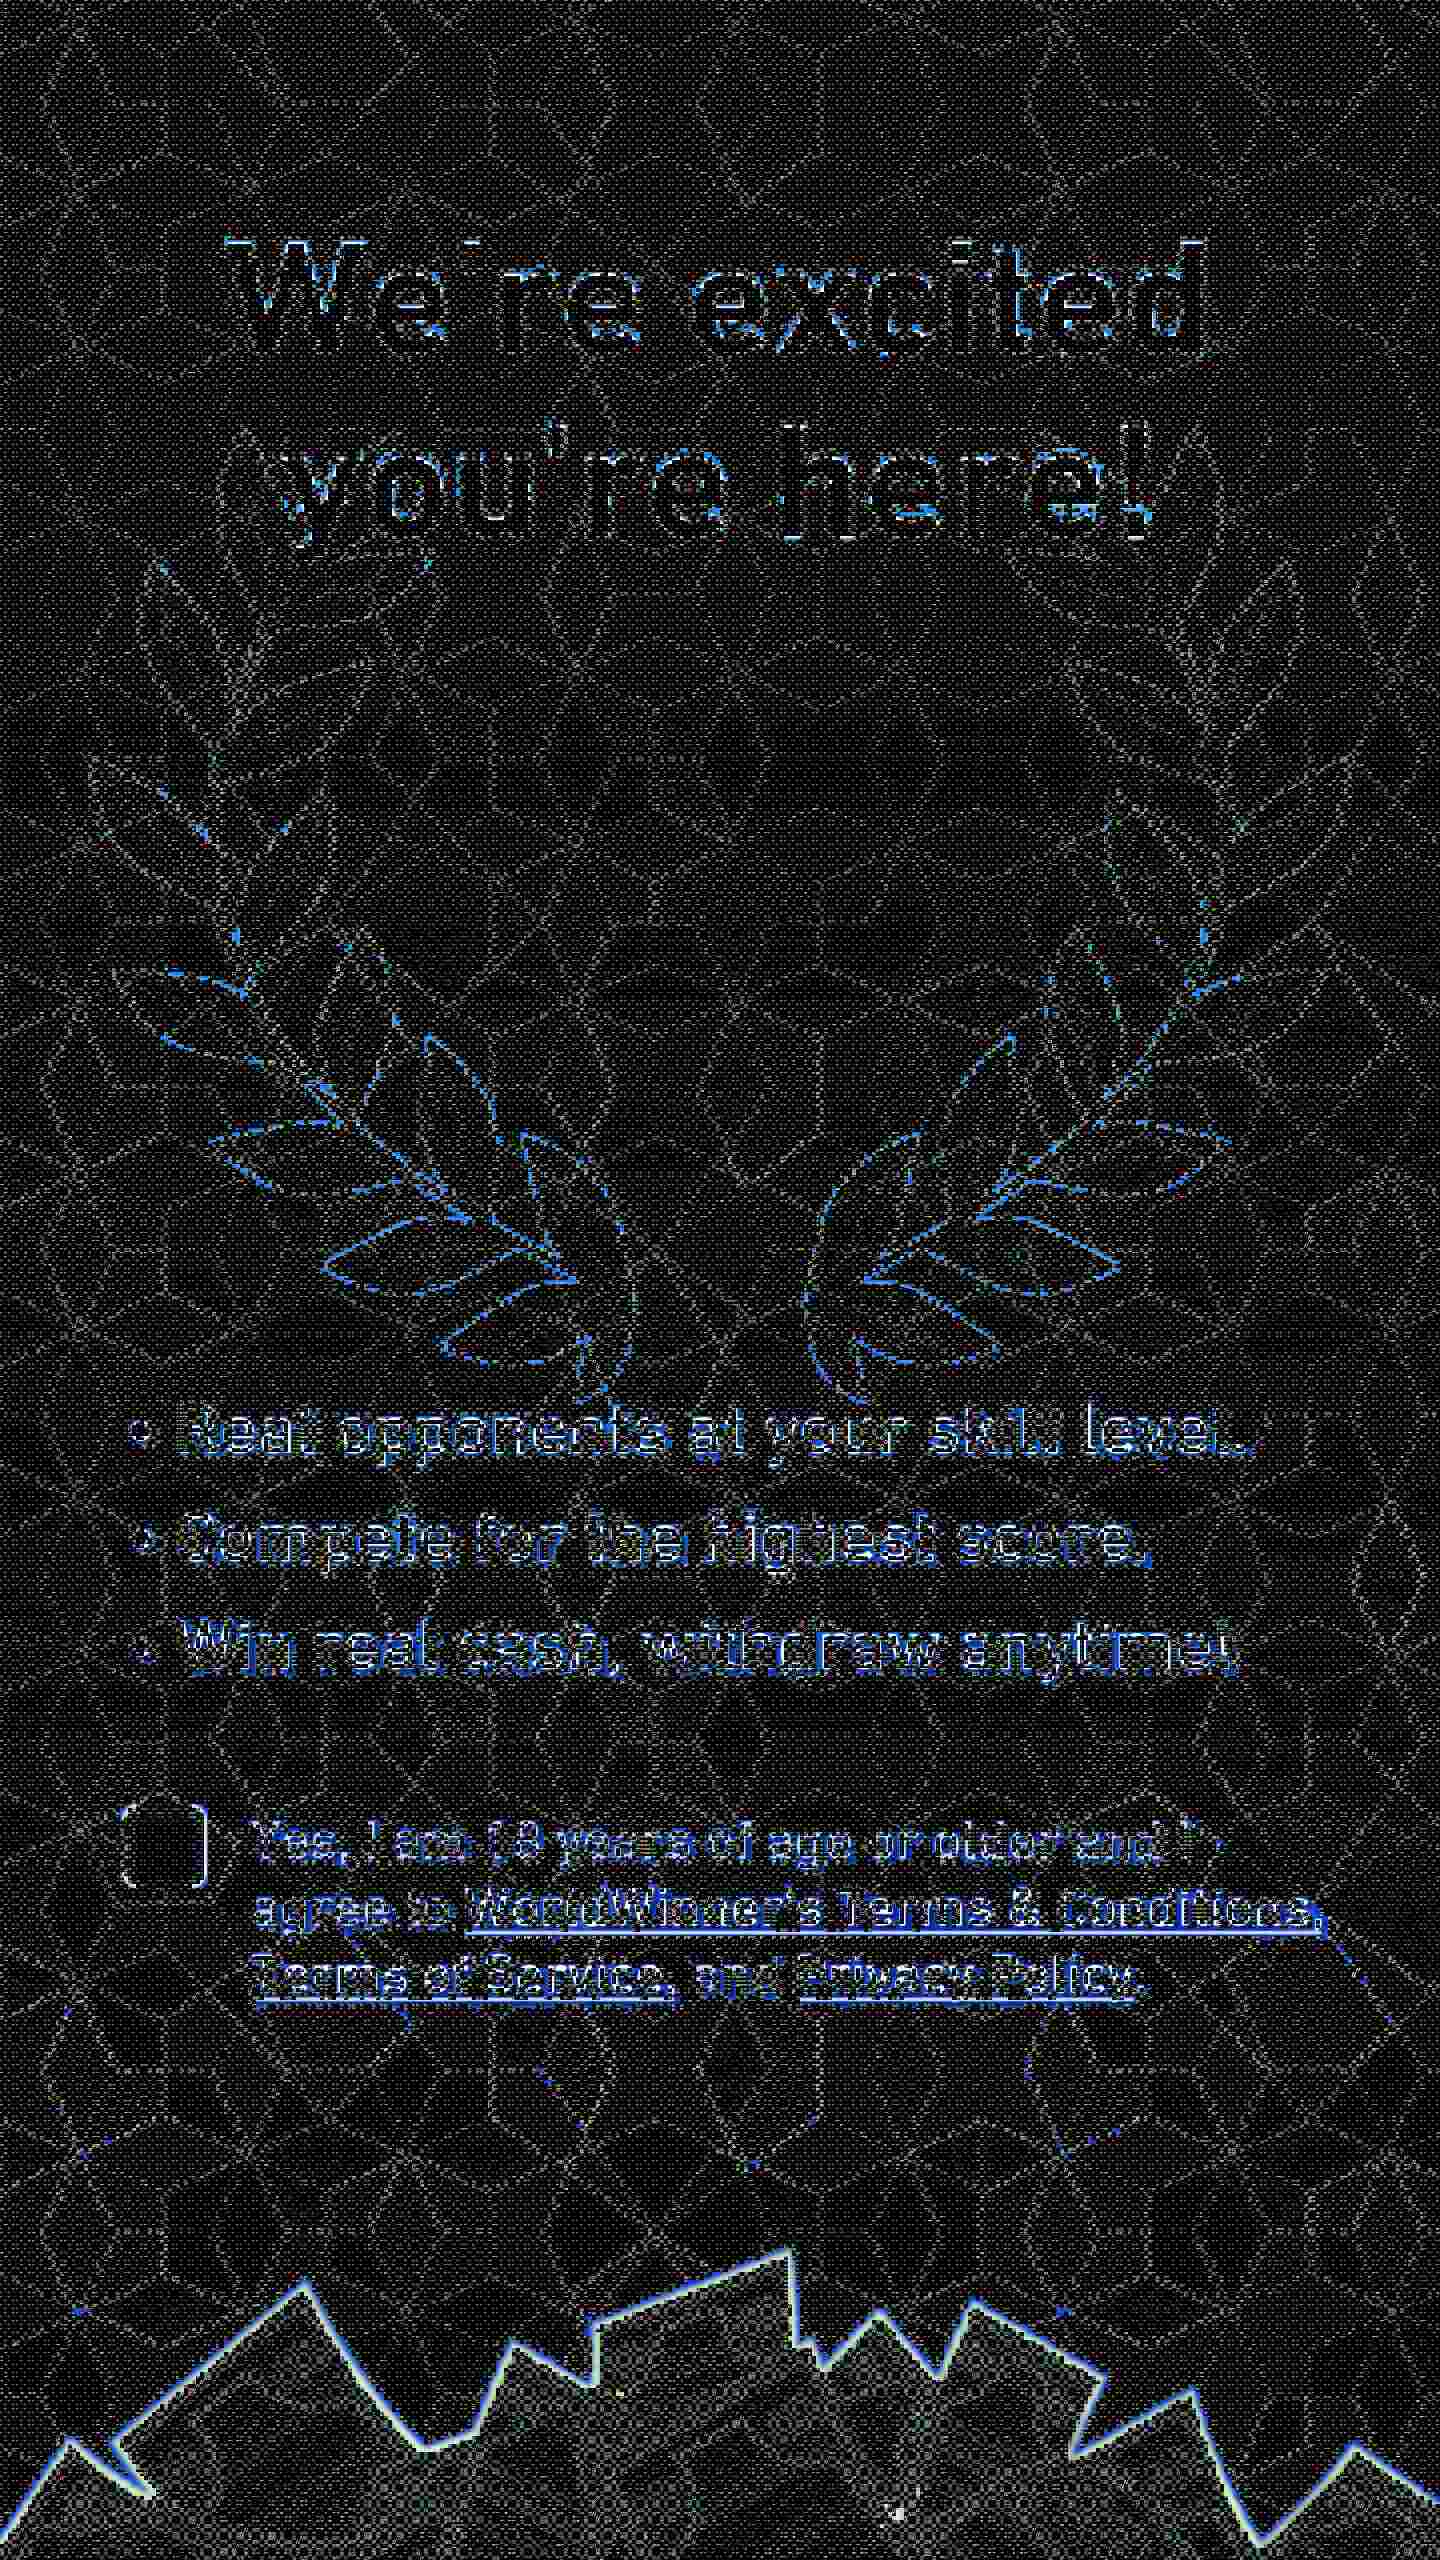 We're excited
you're here!
• Beat opponents at your skill level.
• Compete for the highest score.
• Win real cash, withdraw anytime!
Yes, I am 18 years of age or older and I
agree to WorldWinner's Terms & Conditions,
Terms of Service, and Privacy Policy.